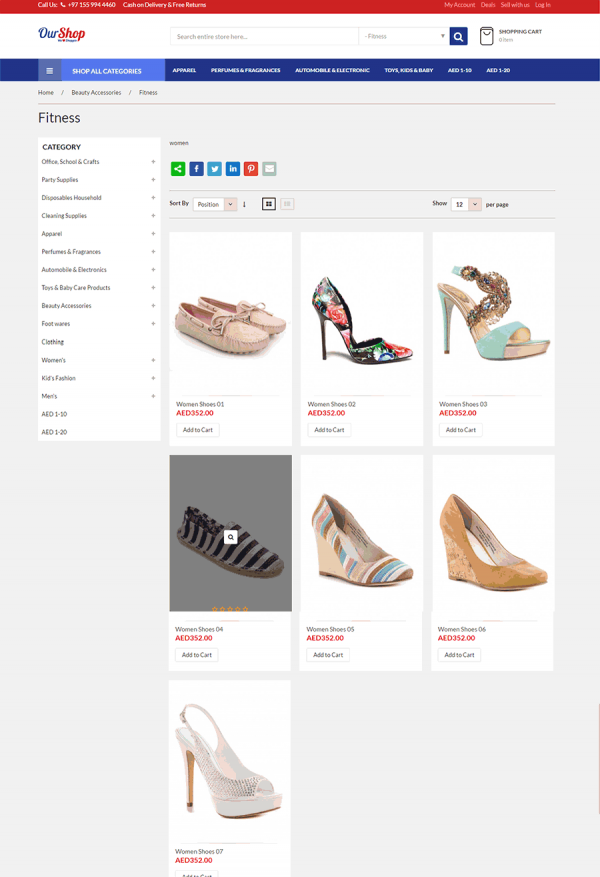 Call Us: +97 155 994 4460 Cash on Delivery & Free Returns My Account Deals Sell with us Log In
OurShop
Search entire store here...
- Fitness
SHOPPING CART
0 item
SHOP ALL CATEGORIES APPAREL PERFUMES & FRAGRANCES AUTOMOBILE & ELECTRONIC TOYS, KIDS & BABY AED 1-10 AED 1-20
Home / Beauty Accessories / Fitness
Fitness
CATEGORY
Office, School & Crafts +
Party Supplies +
Disposables Household +
Cleaning Supplies +
Apparel +
Perfumes & Fragrances +
Automobile & Electronics +
Toys & Baby Care Products +
Beauty Accessories +
Foot wares +
Clothing
Women's +
Kid's Fashion +
Men's +
AED 1-10
AED 1-20
women
Sort By Position Show 12 per page
Women Shoes 01
AED352.00
Add to Cart
Women Shoes 02
AED352.00
Add to Cart
Women Shoes 03
AED352.00
Add to Cart
Women Shoes 04
AED352.00
Add to Cart
Women Shoes 05
AED352.00
Add to Cart
Women Shoes 06
AED352.00
Add to Cart
Women Shoes 07
AED352.00
Add to Cart